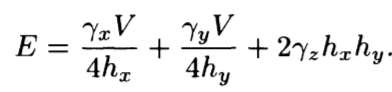 $$E = \frac{\gamma_x V}{4h_x} + \frac{\gamma_y V}{4h_y} + 2\gamma_z h_x h_y.$$